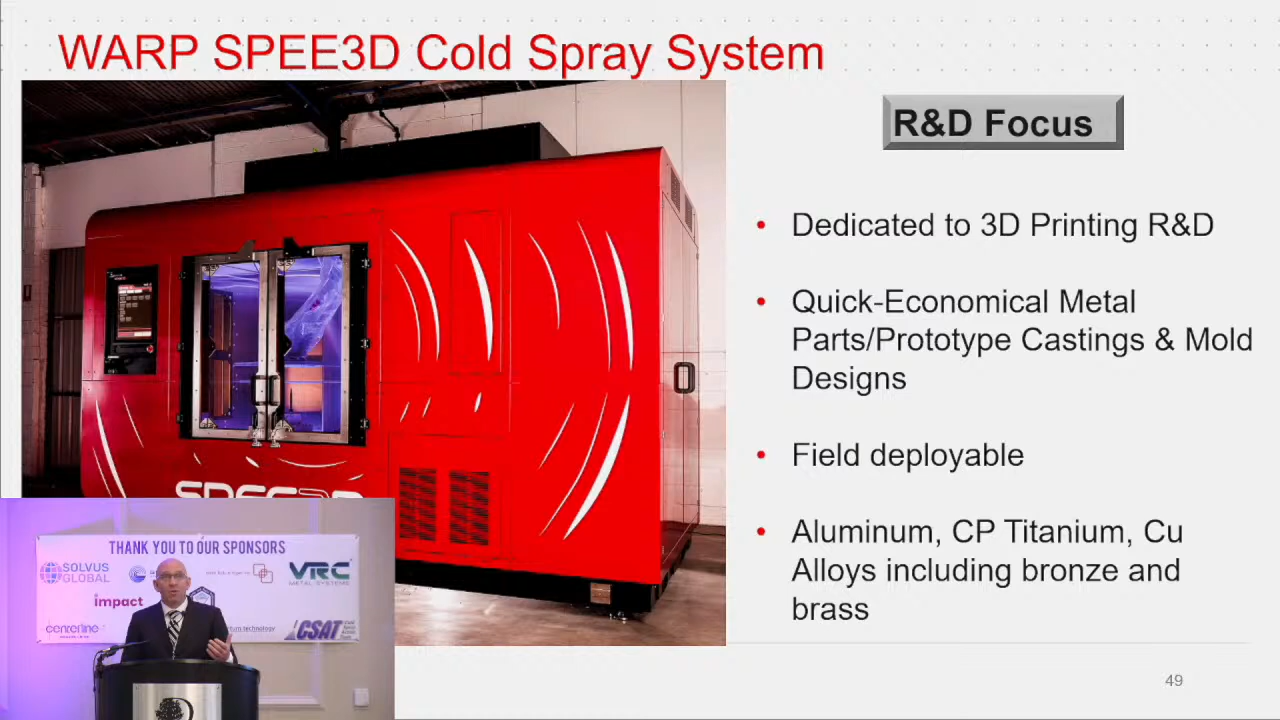 WARP SPEE3D Cold Spray System
R&D Focus
• Dedicated to 3D Printing R&D
• Quick-Economical Metal
Parts/Prototype Castings & Mold
Designs
• Field deployable
• Aluminum, CP Titanium, Cu
Alloys including bronze and
brass
49
SPEE3D
THANK YOU TO OUR SPONSORS
SOLVUS
GLOBAL
VRC
METAL SYSTEMS
impact
centerline
technology
CSAT